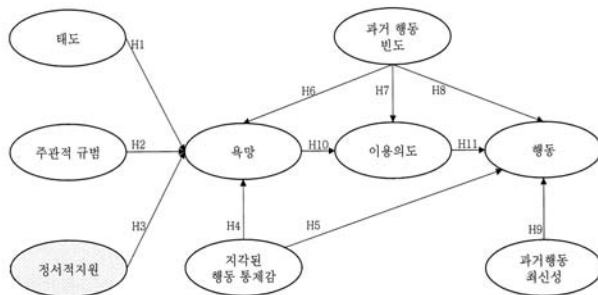 태도
과거 행동
빈도
H1
H6
H7
H8
주관적 규범
H2
욕망
H10
이용의도
H11
행동
H3
H4
H5
H9
정서적지원
지각된
행동 통제감
과거행동
최신성